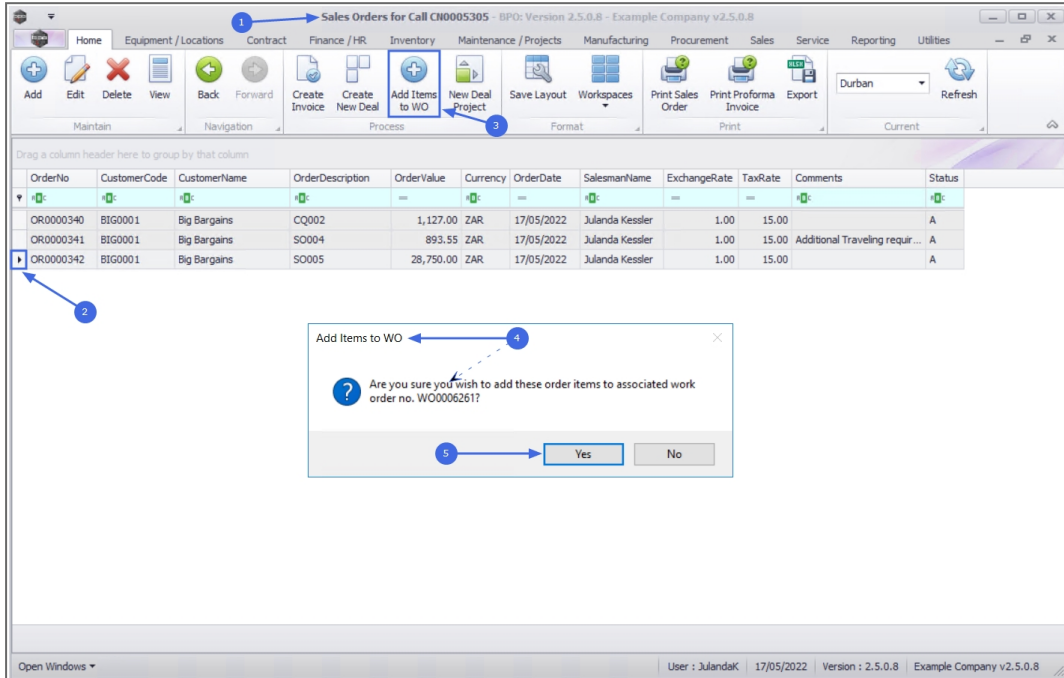 1
Sales Orders for Call CN0005305 - BPO: Version 2.5.0.8 - Example Company v2.5.0.8
Home Equipment / Locations Contract Finance / HR Inventory Maintenance / Projects Manufacturing Procurement Sales Service Reporting Utilities
Add Edit Delete View Back Forward Create Invoice Create New Deal Add Items to WO New Deal Project Save Layout Workspaces Print Sales Order Print Proforma Invoice Export Durban Refresh
Maintain Navigation Process 3 Format Print Current
Drag a column header here to group by that column
OrderNo CustomerCode CustomerName OrderDescription OrderValue Currency OrderDate SalesmanName ExchangeRate TaxRate Comments Status
OR0000340 BIG0001 Big Bargains CQ002 1,127.00 ZAR 17/05/2022 Julanda Kessler 1.00 15.00 A
OR0000341 BIG0001 Big Bargains SO004 893.55 ZAR 17/05/2022 Julanda Kessler 1.00 15.00 Additional Traveling requir... A
OR0000342 BIG0001 Big Bargains SO005 28,750.00 ZAR 17/05/2022 Julanda Kessler 1.00 15.00 A
2
Add Items to WO 4
Are you sure you wish to add these order items to associated work
order no. WO0006261?
5 Yes No
Open Windows User : JulandaK 17/05/2022 Version : 2.5.0.8 Example Company v2.5.0.8